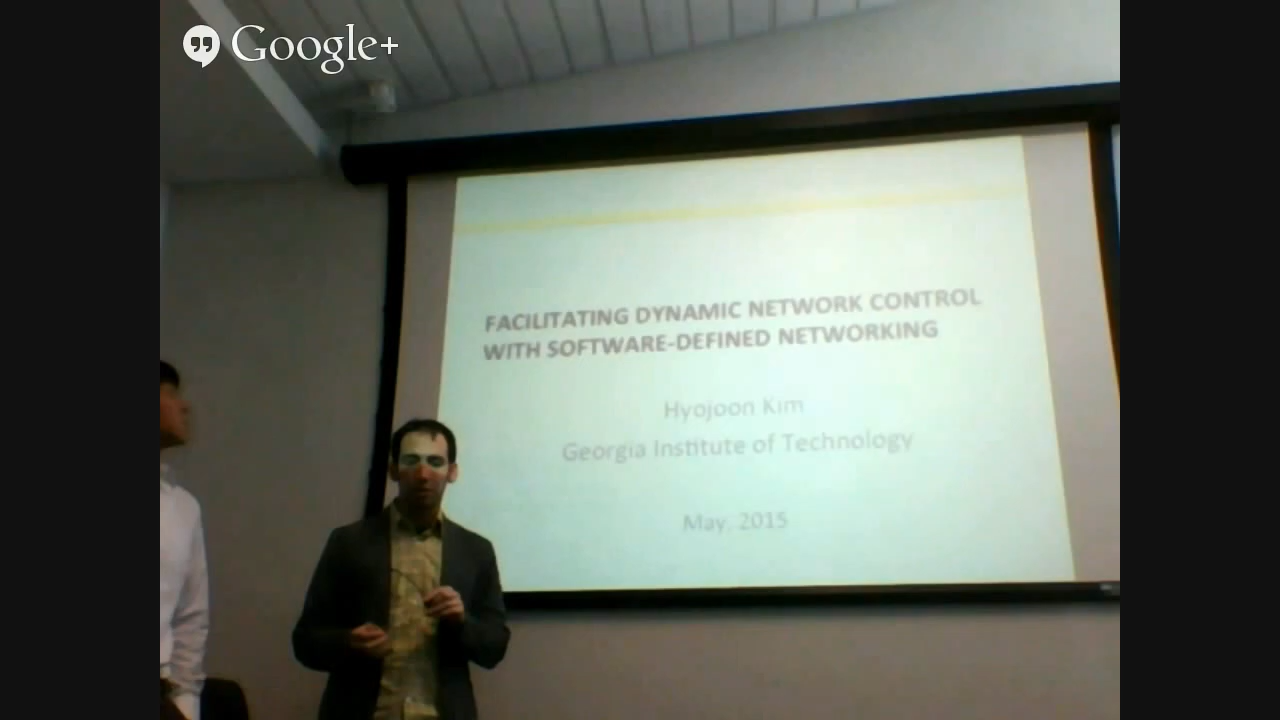 Google+
FACILITATING DYNAMIC NETWORK CONTROL
WITH SOFTWARE-DEFINED NETWORKING
Hyojoon Kim
Georgia Institute of Technology
May, 2015